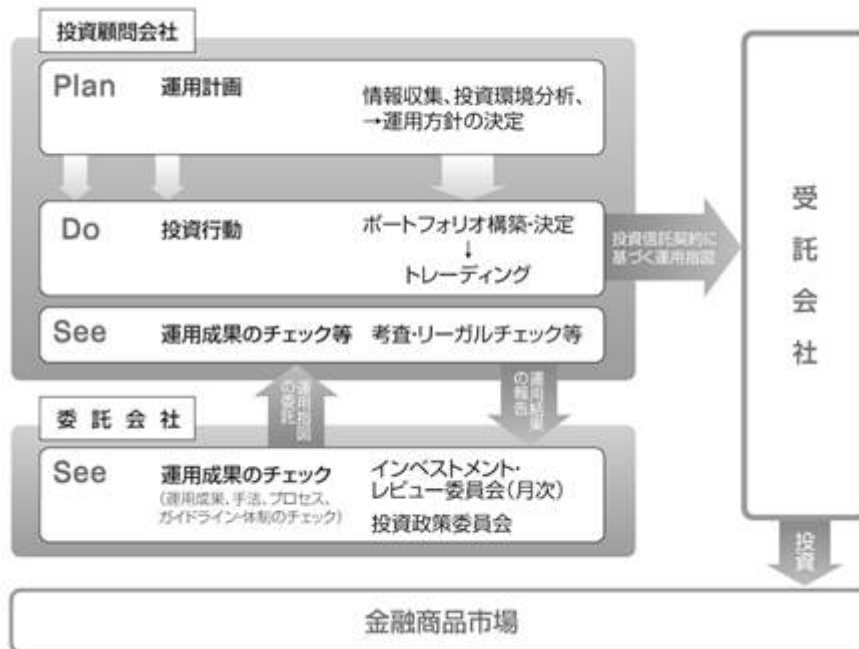 投資顧問会社
Plan 運用計画
情報収集、投資環境分析、
→運用方針の決定
Do 投資行動
ポートフォリオ構築・決定
↓
トレーディング
投資信託契約に
基づく運用指図
See 運用成果のチェック等 考査・リーガルチェック等
運用指図
の委託
運用結果
の報告
委託会社
See 運用成果のチェック
(運用成果、手法、プロセス、
ガイドライン・体制のチェック)
インベストメント・
レビュー委員会(月次)
投資政策委員会
受託会社
投資
金融商品市場